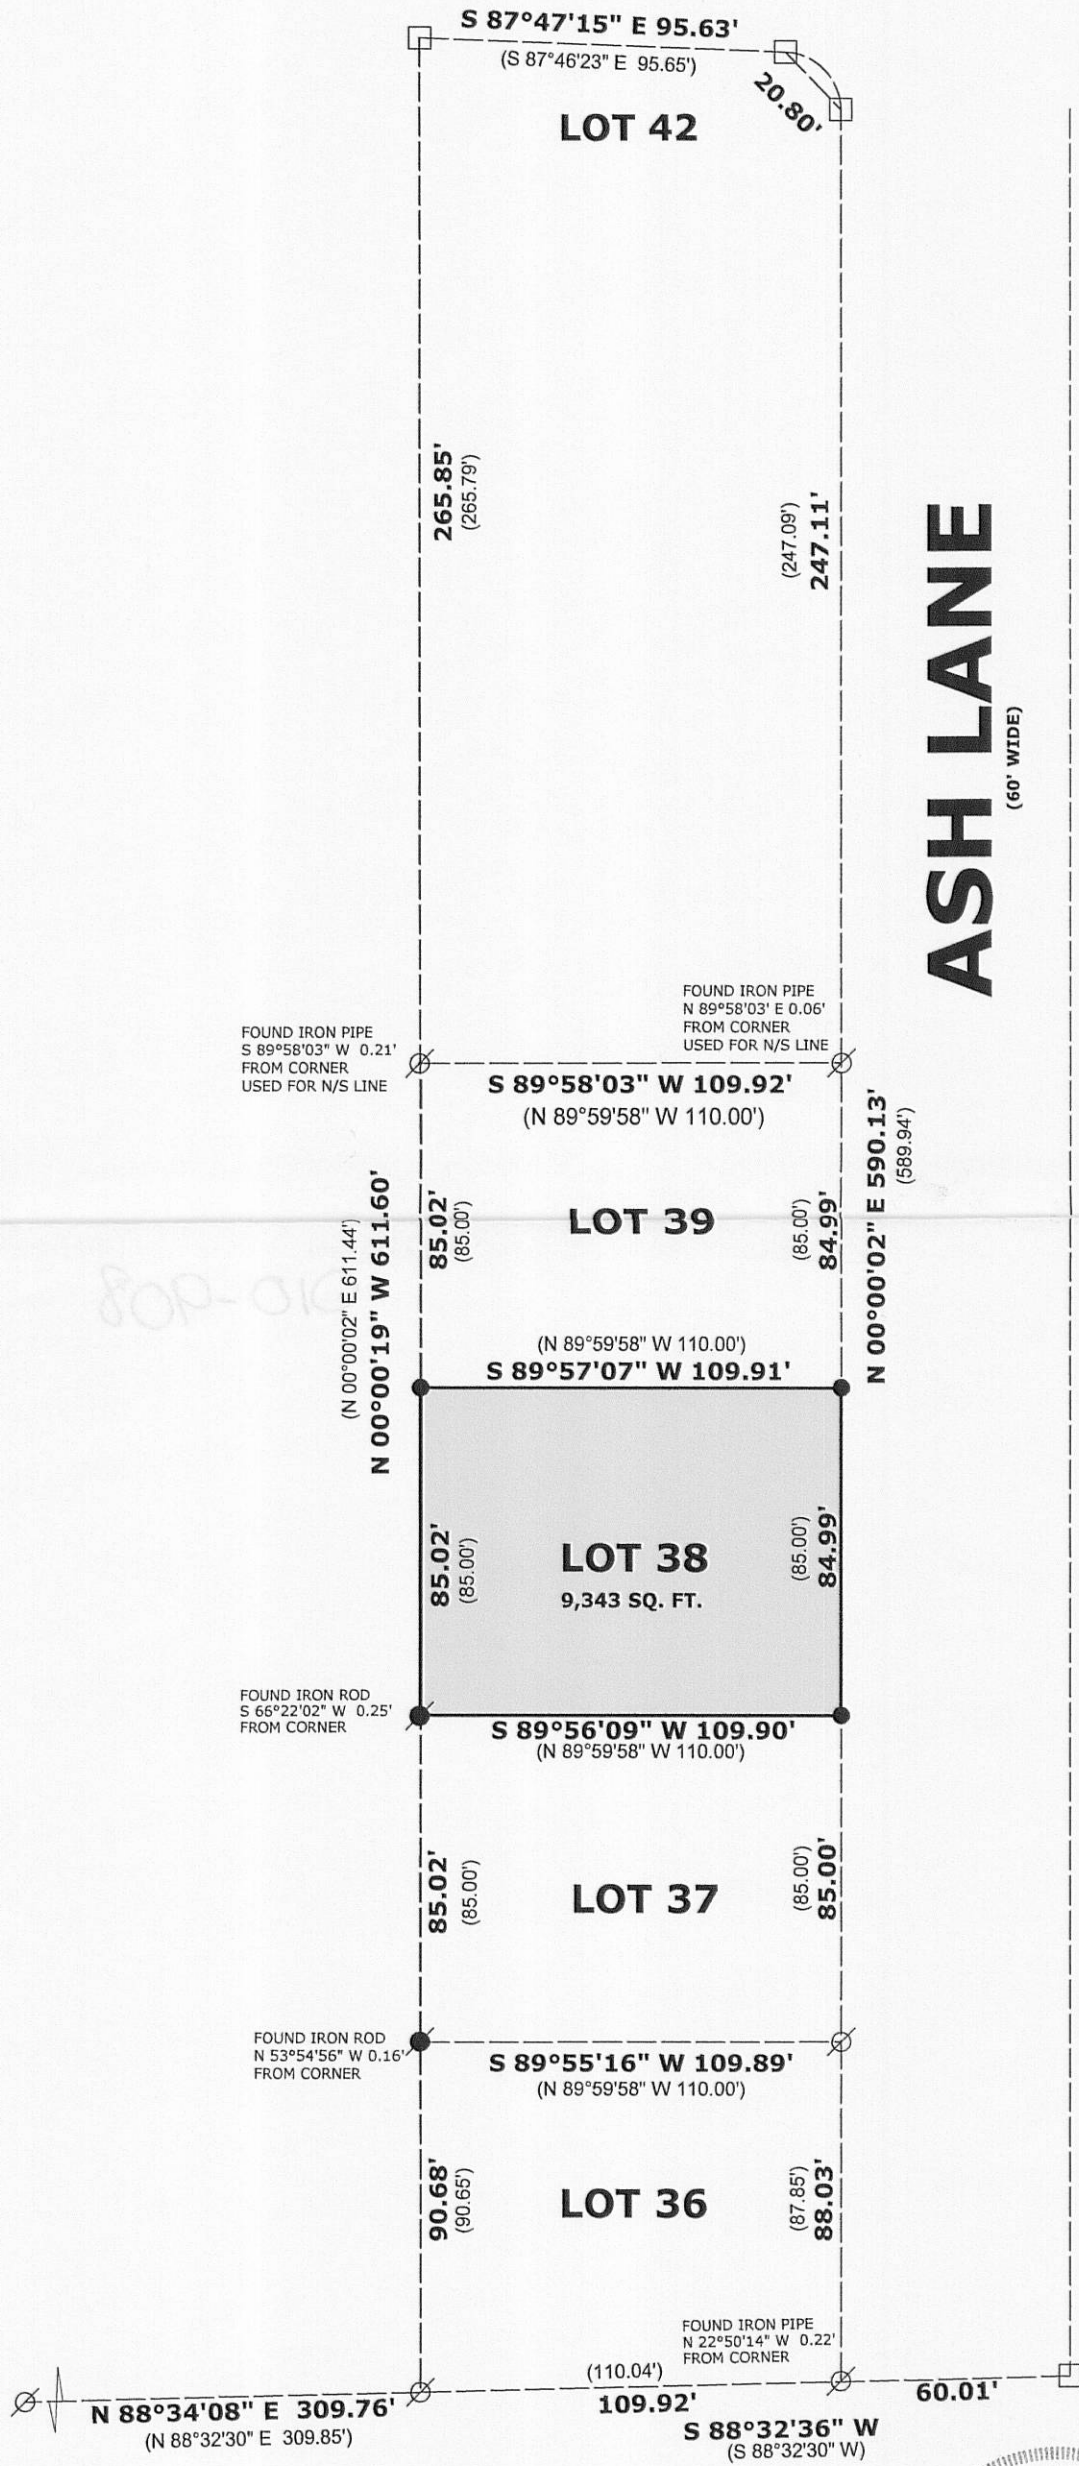 S 87°47'15" E 95.63'
(S 87°46'23" E 95.65')
20.80'
LOT 42
265.85'
(265.79')
(247.09')
247.11'
ASH LANE
(60' WIDE)
FOUND IRON PIPE
N 89°58'03' E 0.06'
FROM CORNER
USED FOR N/S LINE
FOUND IRON PIPE
S 89°58'03" W 0.21'
FROM CORNER
USED FOR N/S LINE
S 89°58'03" W 109.92'
(N 89°59'58" W 110.00')
N 00°00'02" E 590.13'
(589.94')
(N 00°00'02" E 611.44')
N 00°00'19" W 611.60'
85.02'
(85.00')
LOT 39
(85.00')
84.99'
(N 89°59'58" W 110.00')
S 89°57'07" W 109.91'
85.02'
(85.00')
LOT 38
9,343 SQ. FT.
(85.00')
84.99'
FOUND IRON ROD
S 66°22'02" W 0.25'
FROM CORNER
S 89°56'09" W 109.90'
(N 89°59'58" W 110.00')
85.02'
(85.00')
LOT 37
(85.00')
85.00'
FOUND IRON ROD
N 53°54'56" W 0.16'
FROM CORNER
S 89°55'16" W 109.89'
(N 89°59'58" W 110.00')
90.68'
(90.65')
LOT 36
(87.85')
88.03'
FOUND IRON PIPE
N 22°50'14" W 0.22'
FROM CORNER
(110.04')
109.92'
60.01'
N 88°34'08" E 309.76'
(N 88°32'30" E 309.85')
S 88°32'36" W
(S 88°32'30" W)